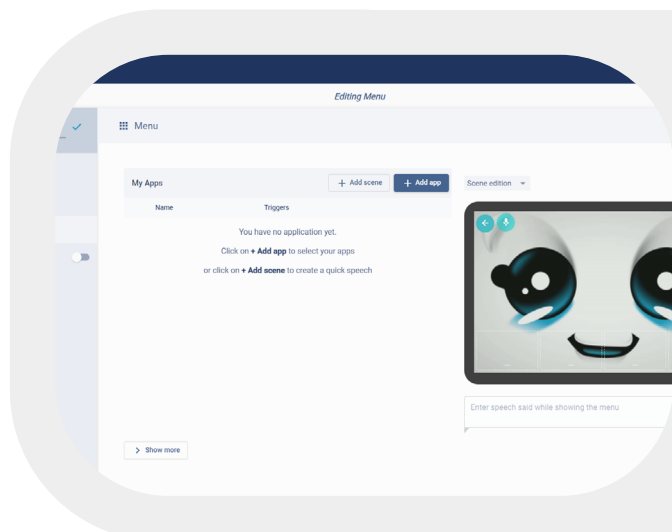 Editing Menu
Menu
My Apps
+ Add scene
+ Add app
Scene edition
Name
Triggers
You have no application yet.
Click on + Add app to select your apps
or click on + Add scene to create a quick speech
Enter speech said while showing the menu
Show more